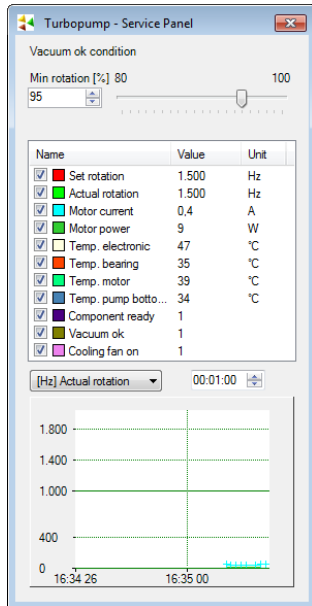 Turbopump - Service Panel
Vacuum ok condition
Min rotation [%] 80 100
95
Name Value Unit
Set rotation 1.500 Hz
Actual rotation 1.500 Hz
Motor current 0,4 A
Motor power 9 W
Temp. electronic 47 °C
Temp. bearing 35 °C
Temp. motor 39 °C
Temp. pump botto... 34 °C
Component ready 1
Vacuum ok 1
Cooling fan on 1
[Hz] Actual rotation 00:01:00
1.800
1.400
1.000
400
0
16:34 26 16:35 00